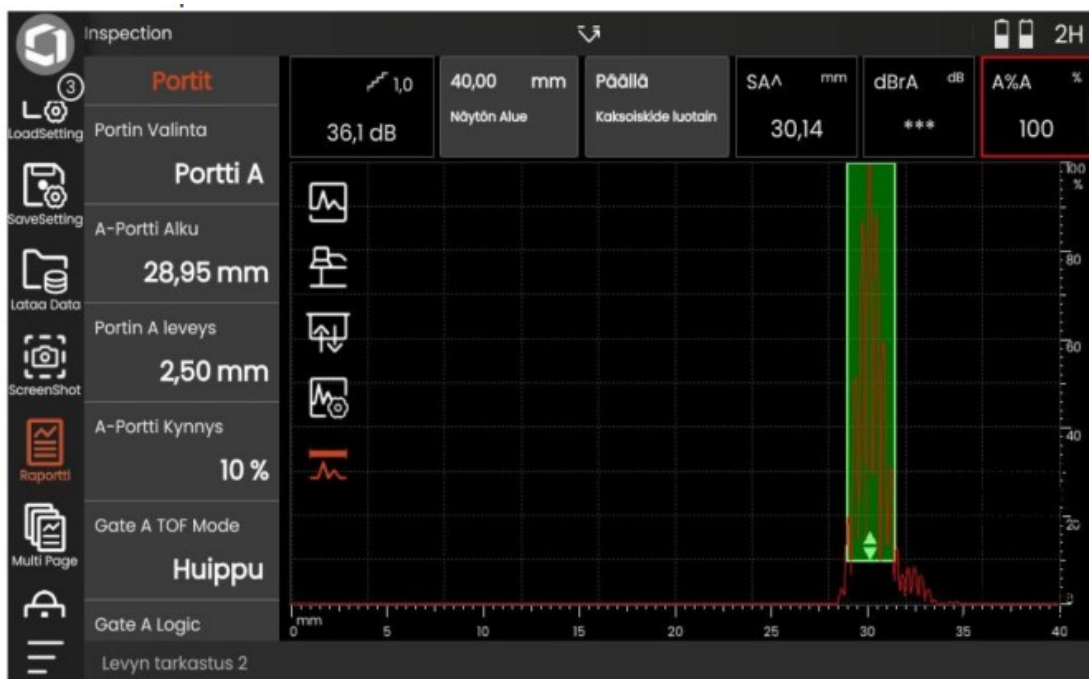 Inspection
2H
3
LoadSetting
SaveSetting
Lataa Data
ScreenShot
Raportti
Multi Page
Portit
Portin Valinta
Portti A
A-Portti Alku
28,95 mm
Portin A leveys
2,50 mm
A-Portti Kynnys
10 %
Gate A TOF Mode
Huippu
Gate A Logic
1,0
36,1 dB
40,00 mm
Näytön Alue
Päällä
Kaksoiskide luotain
SA^ mm
30,14
dBrA dB
***
A%A %
100
100
%
80
60
40
20
0
mm
0 5 10 15 20 25 30 35 40
Levyn tarkastus 2